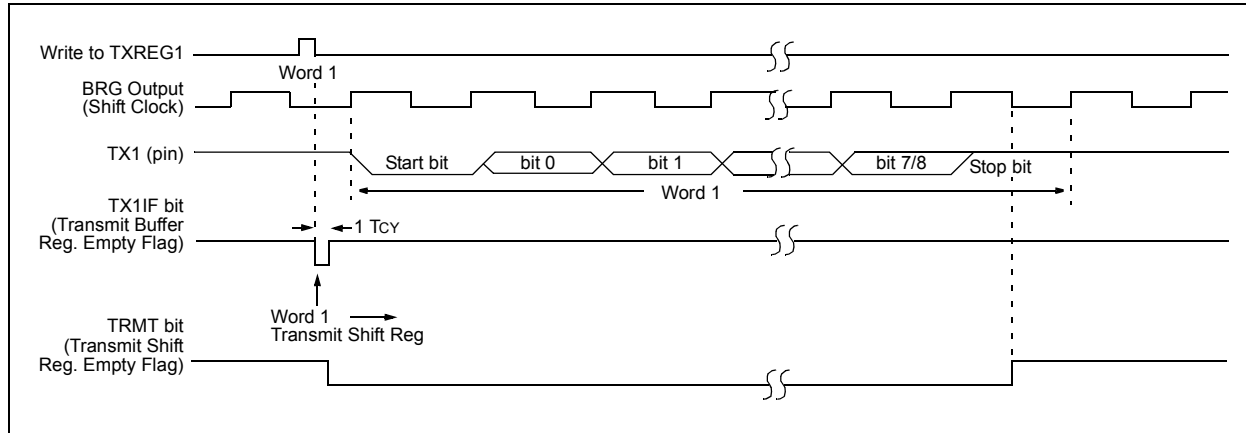 Write to TXREG1
Word 1
BRG Output
(Shift Clock)
TX1 (pin)
Start bit
bit 0
bit 1
bit 7/8
Stop bit
Word 1
TX1IF bit
(Transmit Buffer
Reg. Empty Flag)
1 TCY
Word 1
Transmit Shift Reg
TRMT bit
(Transmit Shift
Reg. Empty Flag)